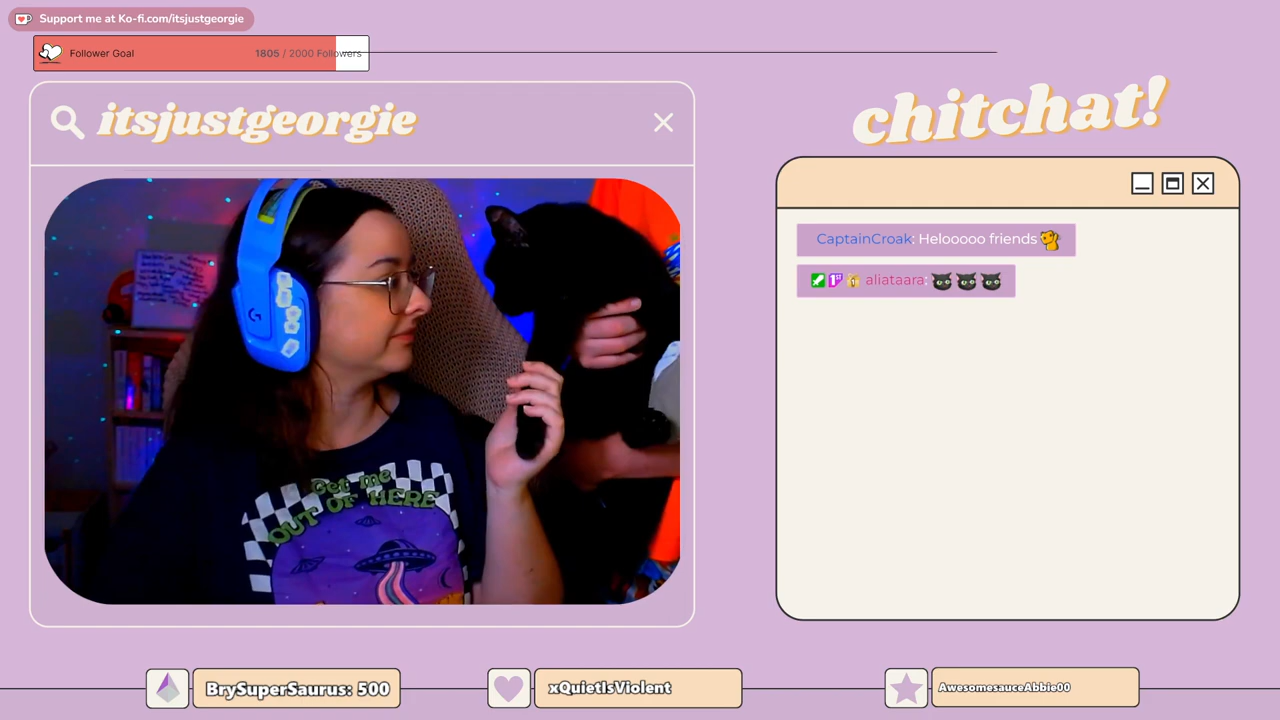 Support me at Ko-fi.com/itsjustgeorgie
Follower Goal
1805 / 2000 Followers
itsjustgeorgie
chitchat!
CaptainCroak: Helooooo friends
aliataara:
Get me
OUT OF HERE
BrySuperSaurus: 500
xQuietIsViolent
AwesomesauceAbbie00